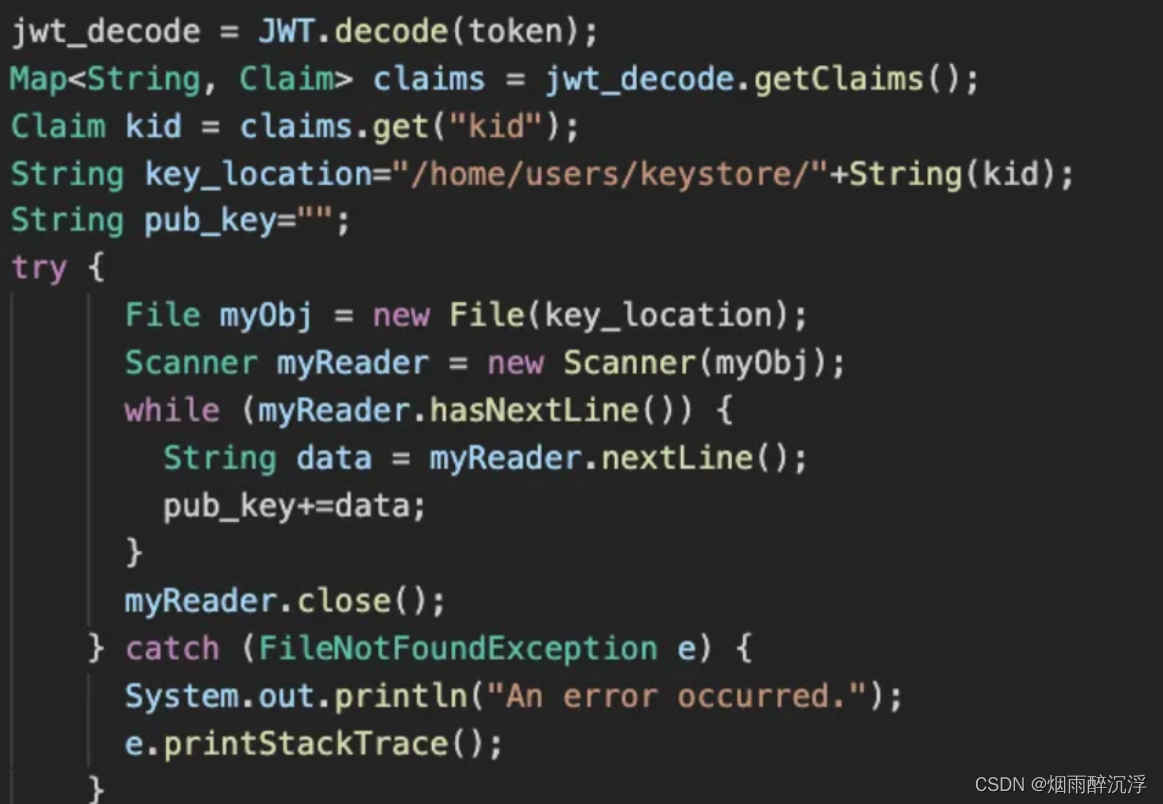 jwt_decode = JWT.decode(token);
Map<String, Claim> claims = jwt_decode.getClaims();
Claim kid = claims.get("kid");
String key_location="/home/users/keystore/"+String(kid);
String pub_key="";
try {
File myObj = new File(key_location);
Scanner myReader = new Scanner(myObj);
while (myReader.hasNextLine()) {
String data = myReader.nextLine();
pub_key+=data;
}
myReader.close();
} catch (FileNotFoundException e) {
System.out.println("An error occurred.");
e.printStackTrace();
}
CSDN @烟雨醉沉浮